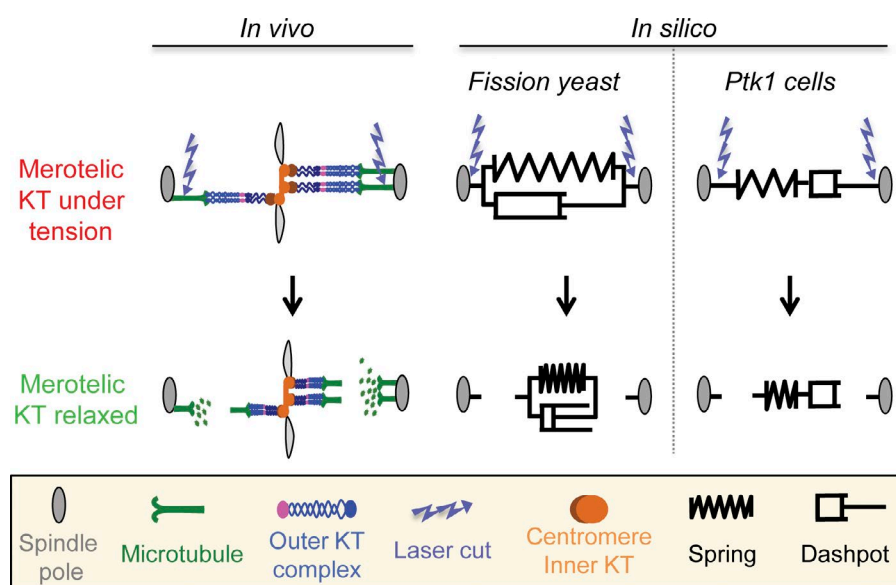 In vivo
In silico
Fission yeast
Ptk1 cells
Merotelic
KT under
tension
Merotelic
KT relaxed
Spindle
pole
Microtubule
Outer KT
complex
Laser cut
Centromere
Inner KT
Spring
Dashpot